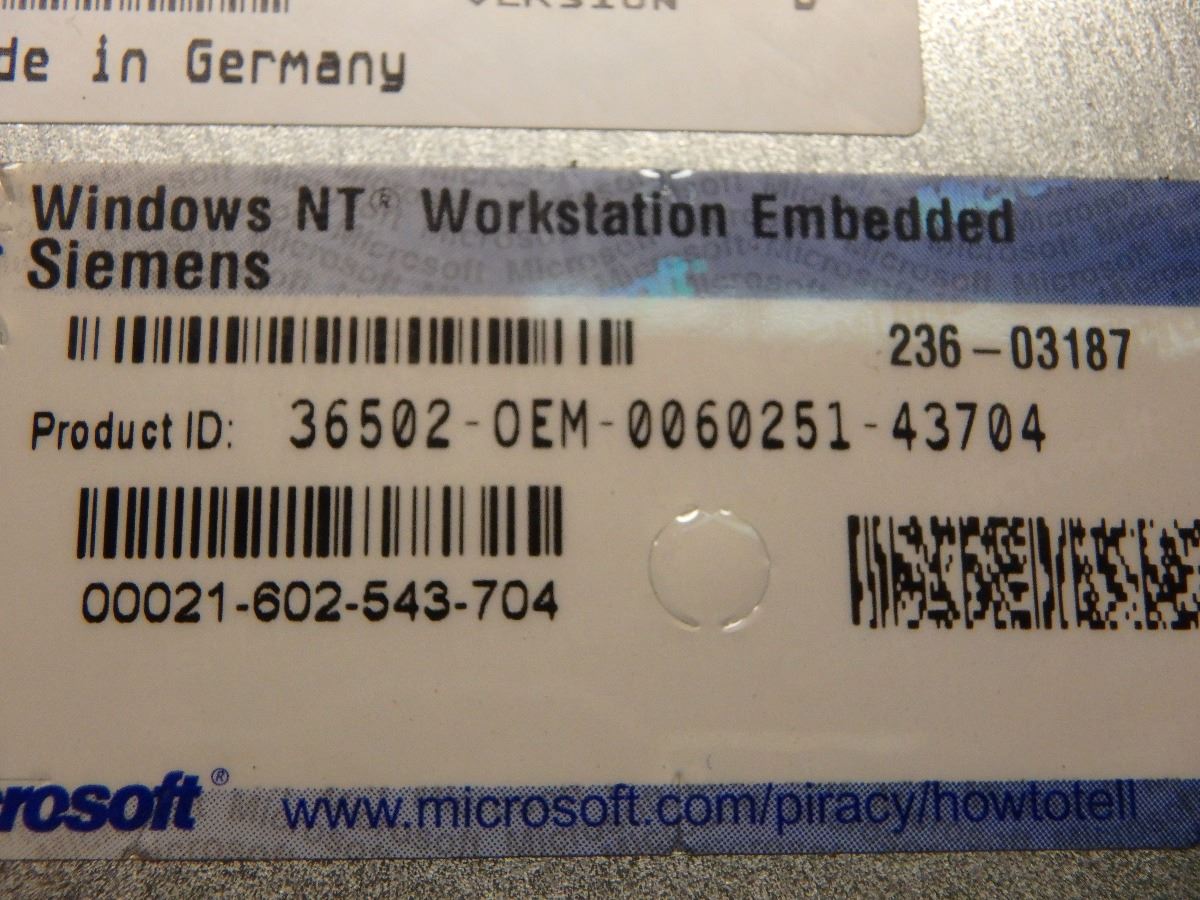 VERSION
de in Germany
Windows NT® Workstation Embedded
Siemens
236-03187
Product ID: 36502-OEM-0060251-43704
00021-602-543-704
rosoft®
www.microsoft.com/piracy/howtotell